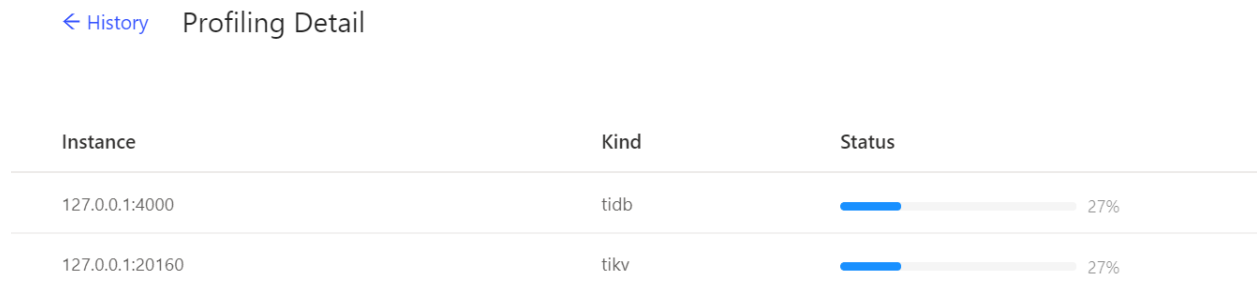 ← History Profiling Detail
Instance Kind Status
127.0.0.1:4000 tidb 27%
127.0.0.1:20160 tikv 27%